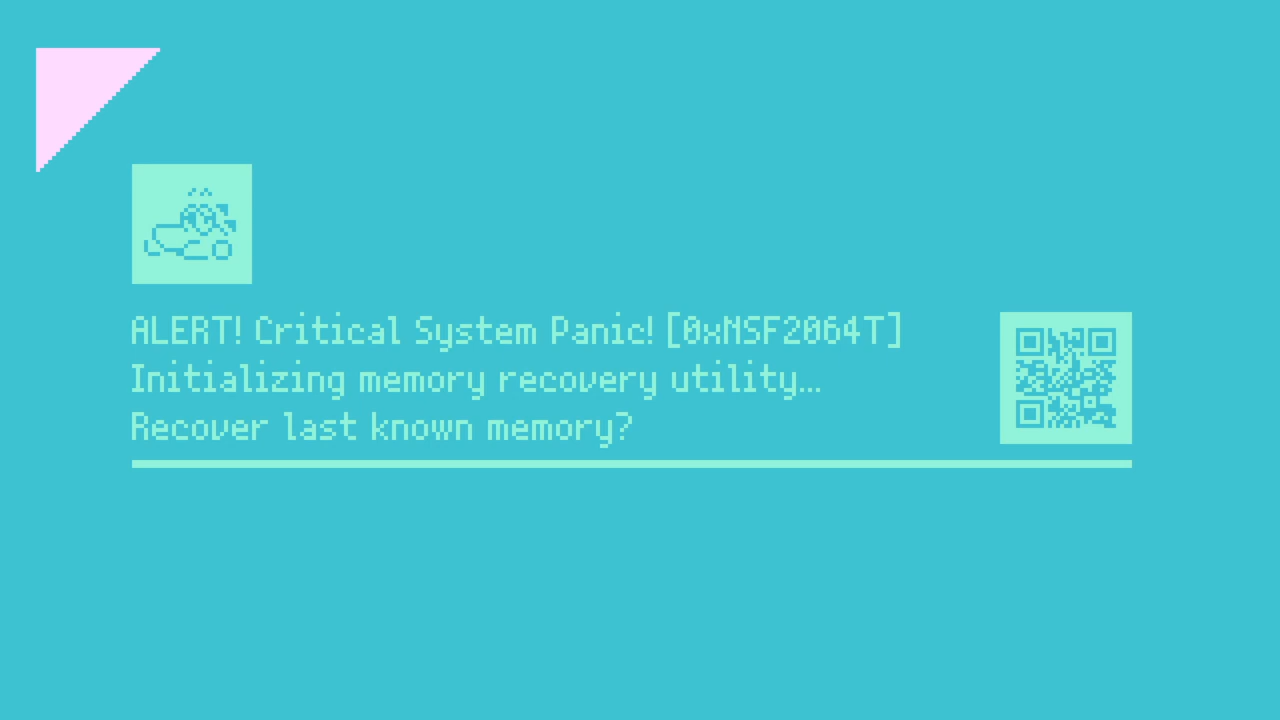 ALERT! Critical System Panic! [0xNSF2064T]
Initializing memory recovery utility...
Recover last known memory?